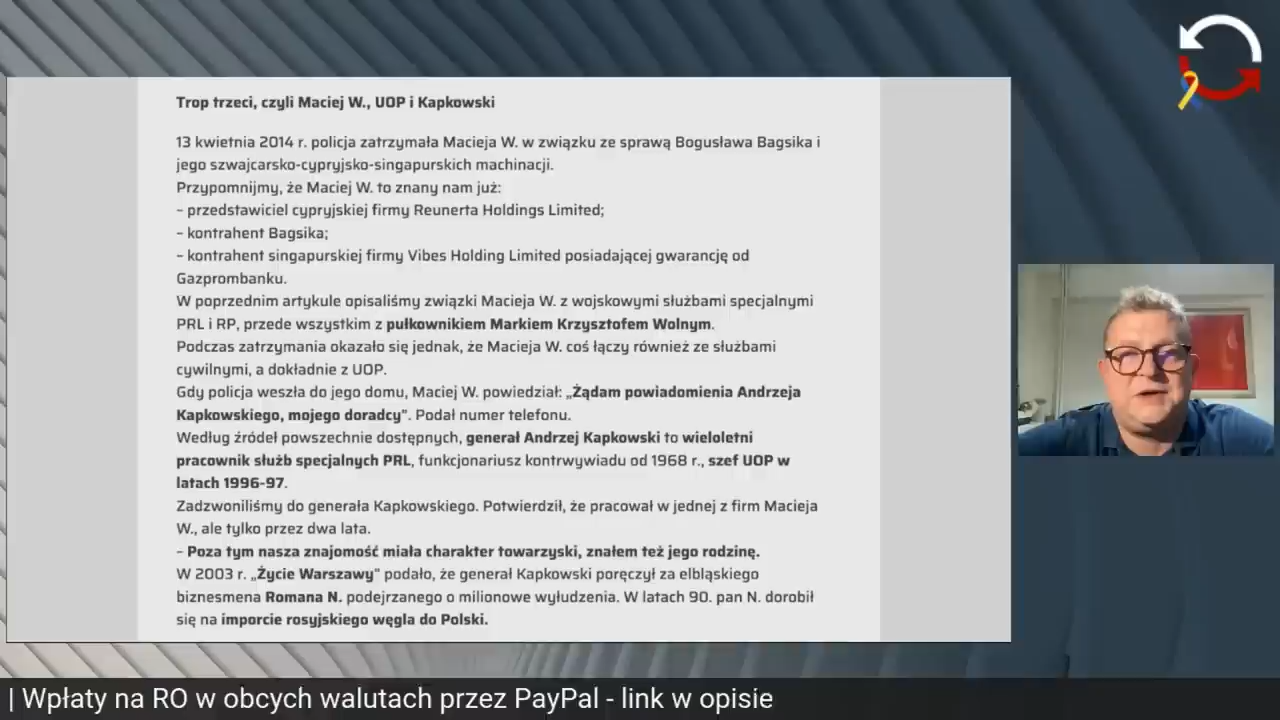 Trop trzeci, czyli Maciej W., UOP i Kapkowski
13 kwietnia 2014 r. policja zatrzymała Macieja W. w związku ze sprawą Bogusława Bagsika i
jego szwajcarsko-cypryjsko-singapurskich machinacji.
Przypomnijmy, że Maciej W. to znany nam już:
– przedstawiciel cypryjskiej firmy Reunerta Holdings Limited;
– kontrahent Bagsika;
– kontrahent singapurskiej firmy Vibes Holding Limited posiadającej gwarancję od
Gazprombanku.
W poprzednim artykule opisaliśmy związki Macieja W. z wojskowymi służbami specjalnymi
PRL i RP, przede wszystkim z pułkownikiem Markiem Krzysztofem Wolnym.
Podczas zatrzymania okazało się jednak, że Macieja W. coś łączy również ze służbami
cywilnymi, a dokładnie z UOP.
Gdy policja weszła do jego domu, Maciej W. powiedział: „Żądam powiadomienia Andrzeja
Kapkowskiego, mojego doradcy”. Podał numer telefonu.
Według źródeł powszechnie dostępnych, generał Andrzej Kapkowski to wieloletni
pracownik służb specjalnych PRL, funkcjonariusz kontrwywiadu od 1968 r., szef UOP w
latach 1996-97.
Zadzwoniliśmy do generała Kapkowskiego. Potwierdził, że pracował w jednej z firm Macieja
W., ale tylko przez dwa lata.
– Poza tym nasza znajomość miała charakter towarzyski, znałem też jego rodzinę.
W 2003 r. „Życie Warszawy” podało, że generał Kapkowski poręczył za elbląskiego
biznesmena Romana N. podejrzanego o milionowe wyłudzenia. W latach 90. pan N. dorobił
się na imporcie rosyjskiego węgla do Polski.
| Wpłaty na RO w obcych walutach przez PayPal - link w opisie